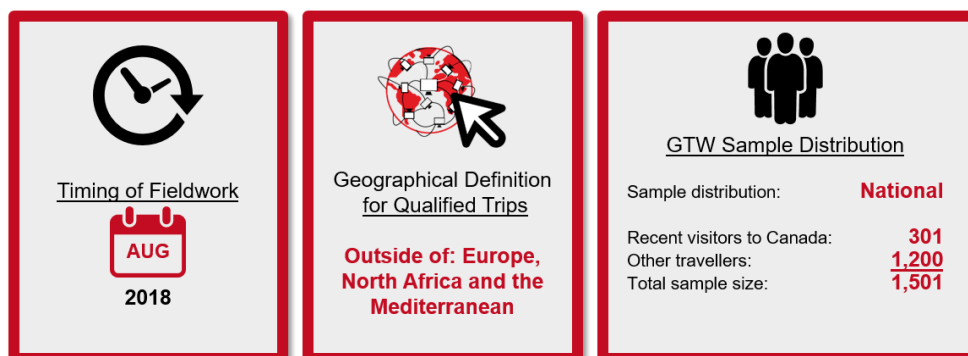 Timing of Fieldwork
AUG
2018
Geographical Definition
for Qualified Trips
Outside of: Europe,
North Africa and the
Mediterranean
GTW Sample Distribution
Sample distribution: National
Recent visitors to Canada: 301
Other travellers: 1,200
Total sample size: 1,501